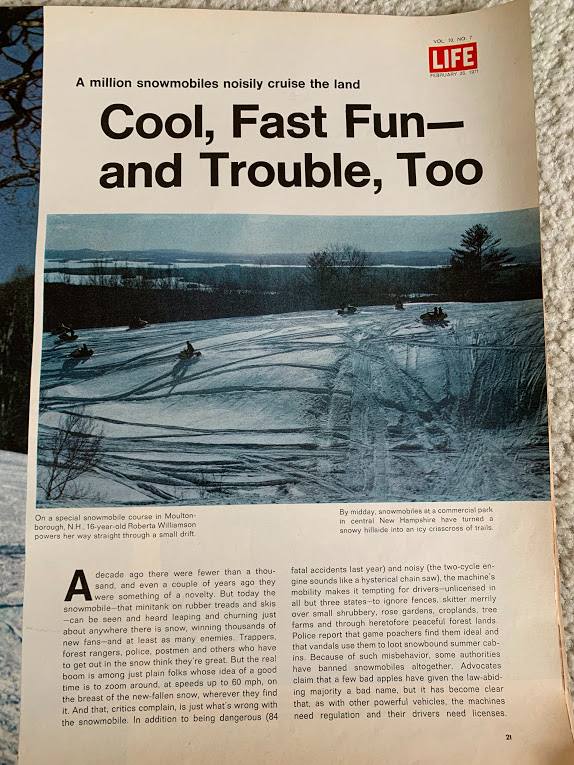 VOL. 70, NO. 7
LIFE
FEBRUARY 26, 1971
A million snowmobiles noisily cruise the land
Cool, Fast Fun—
and Trouble, Too
On a special snowmobile course in Moulton-
borough, N.H., 16-year-old Roberta Williamson
powers her way straight through a small drift.
By midday, snowmobiles at a commercial park
in central New Hampshire have turned a
snowy hillside into an icy crisscross of trails.
A decade ago there were fewer than a thou-
sand, and even a couple of years ago they
were something of a novelty. But today the
snowmobile—that minitank on rubber treads and skis
—can be seen and heard leaping and churning just
about anywhere there is snow, winning thousands of
new fans—and at least as many enemies. Trappers,
forest rangers, police, postmen and others who have
to get out in the snow think they're great. But the real
boom is among just plain folks whose idea of a good
time is to zoom around, at speeds up to 60 mph, on
the breast of the new-fallen snow, wherever they find
it. And that, critics complain, is just what's wrong with
the snowmobile. In addition to being dangerous (84
fatal accidents last year) and noisy (the two-cycle en-
gine sounds like a hysterical chain saw), the machine's
mobility makes it tempting for drivers—unlicensed in
all but three states—to ignore fences, skitter merrily
over small shrubbery, rose gardens, croplands, tree
farms and through heretofore peaceful forest lands.
Police report that game poachers find them ideal and
that vandals use them to loot snowbound summer cab-
ins. Because of such misbehavior, some authorities
have banned snowmobiles altogether. Advocates
claim that a few bad apples have given the law-abid-
ing majority a bad name, but it has become clear
that, as with other powerful vehicles, the machines
need regulation and their drivers need licenses.
21